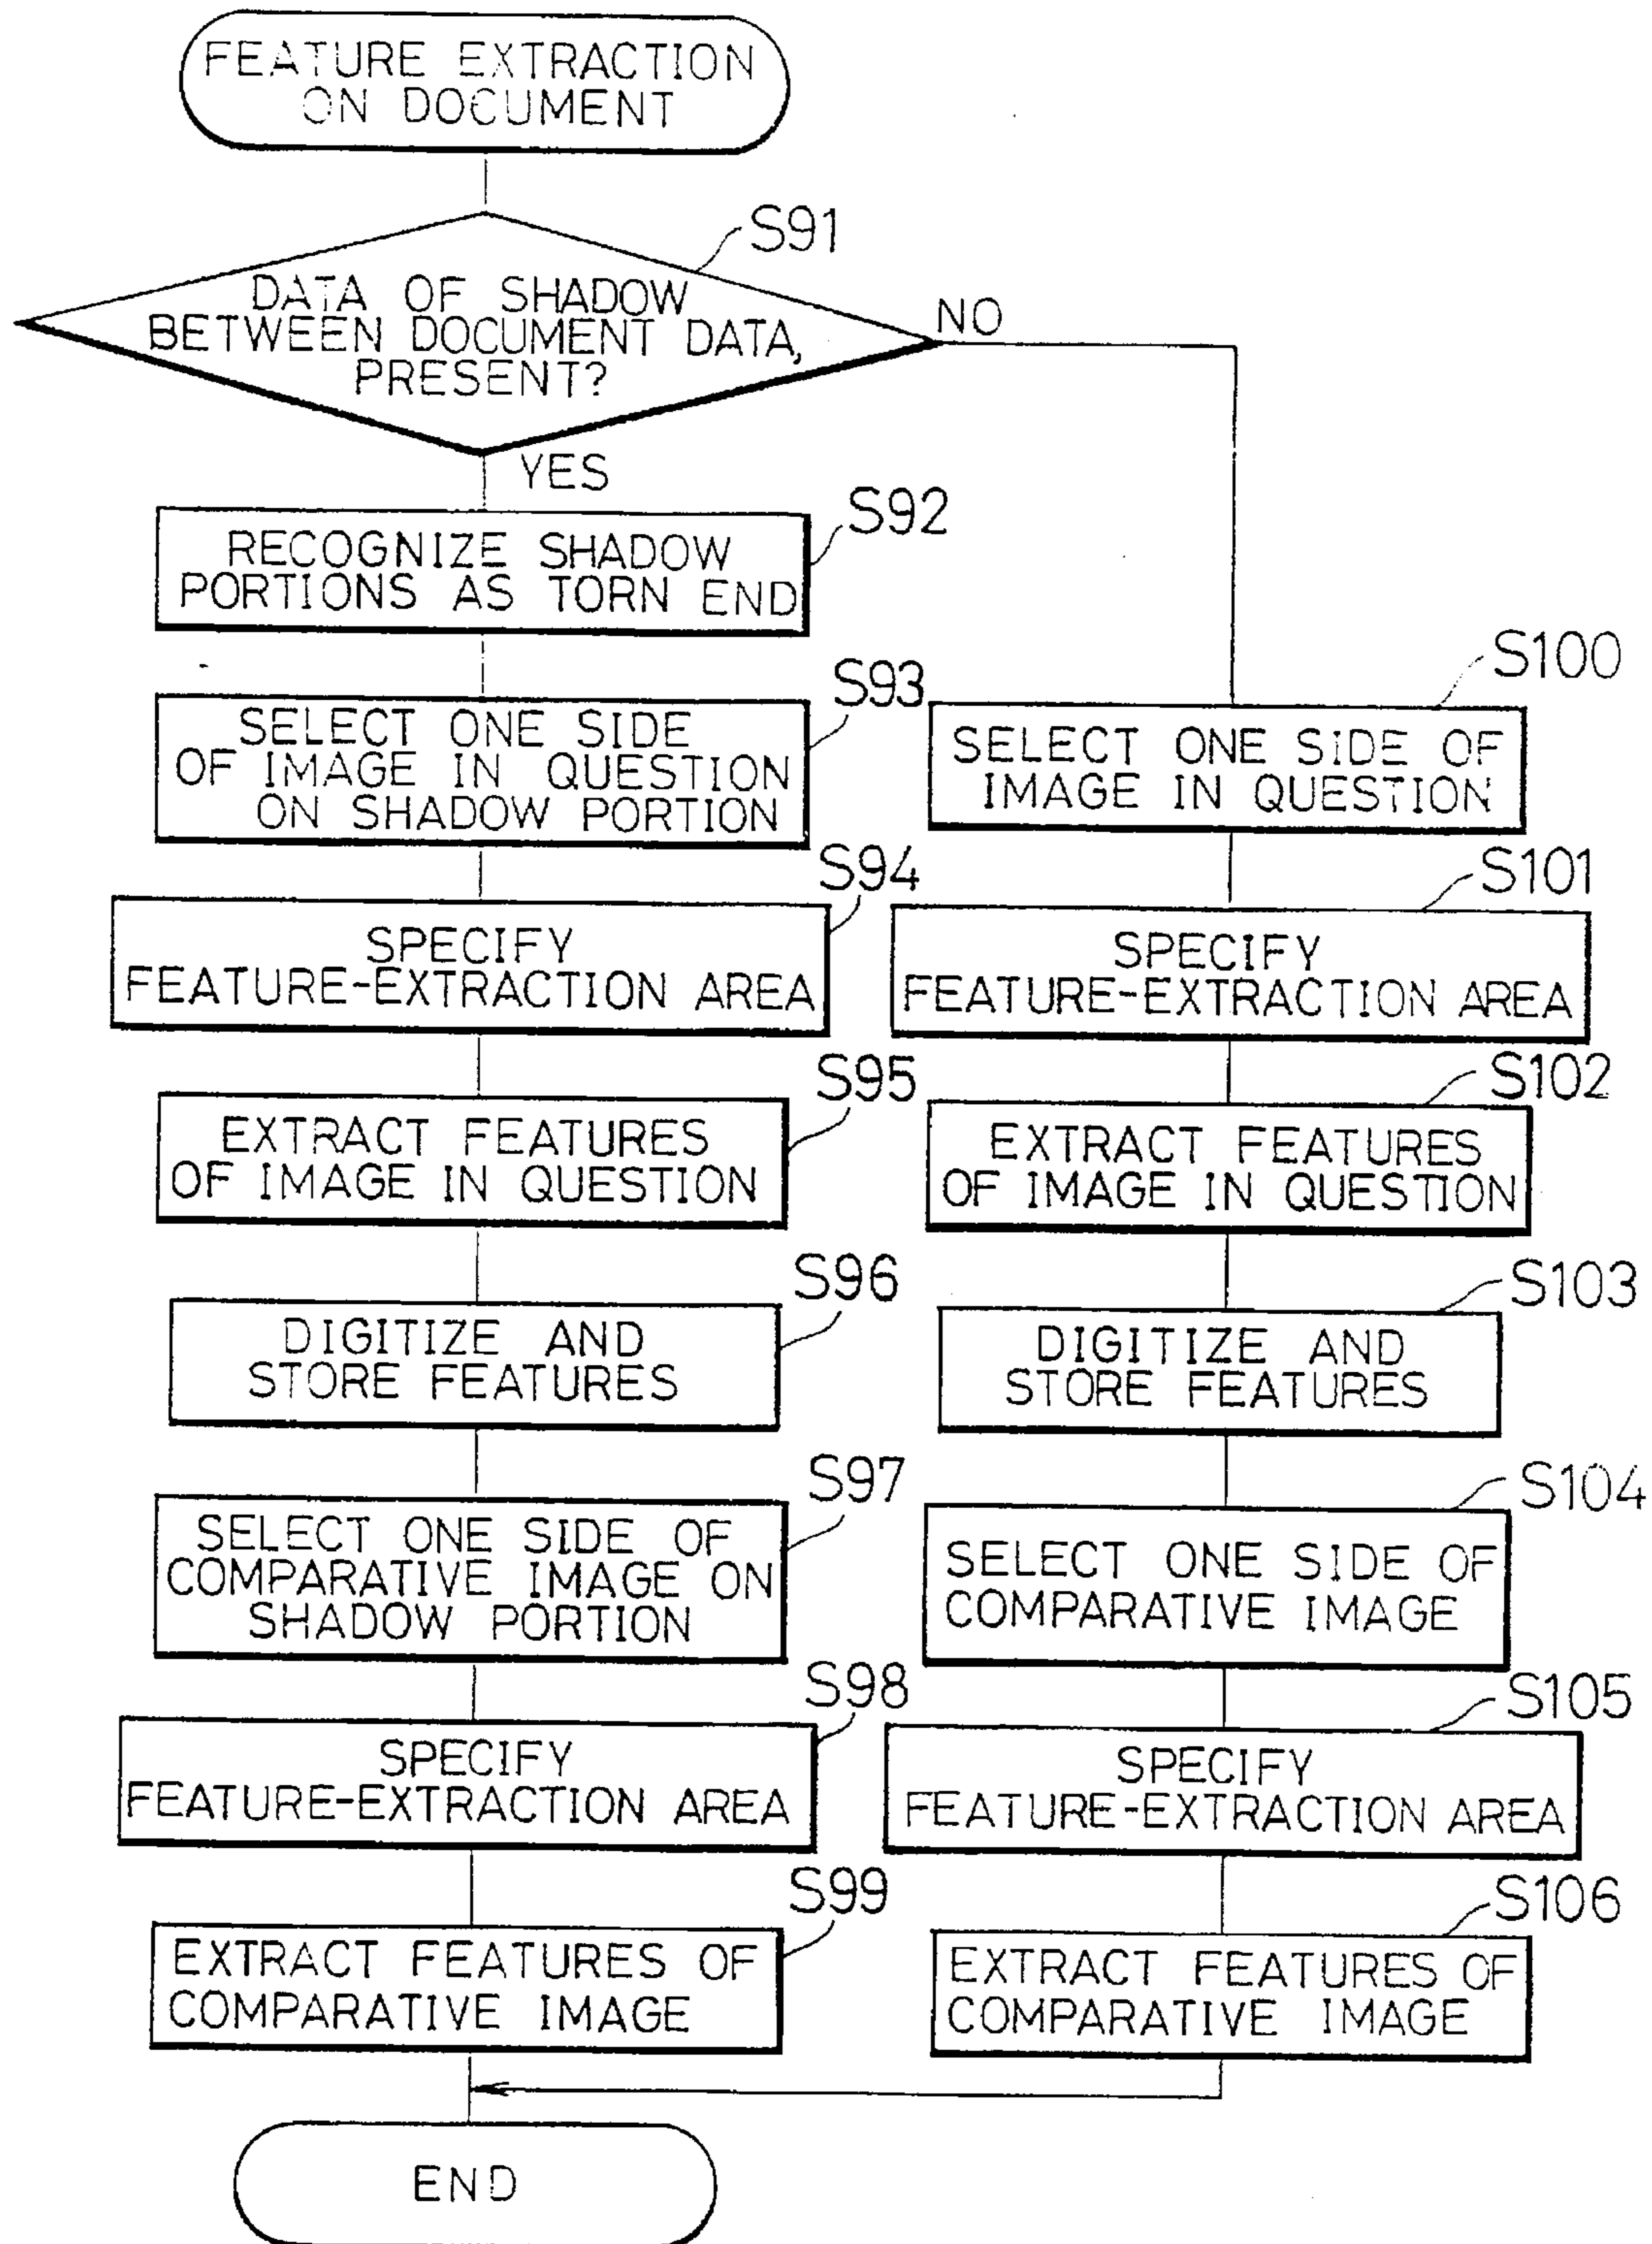 FEATURE EXTRACTION
ON DOCUMENT
S91
DATA OF SHADOW
BETWEEN DOCUMENT DATA,
PRESENT?
NO
YES
S92
RECOGNIZE SHADOW
PORTIONS AS TORN END
S93
SELECT ONE SIDE
OF IMAGE IN QUESTION
ON SHADOW PORTION
S94
SPECIFY
FEATURE-EXTRACTION AREA
S95
EXTRACT FEATURES
OF IMAGE IN QUESTION
S96
DIGITIZE AND
STORE FEATURES
S97
SELECT ONE SIDE OF
COMPARATIVE IMAGE ON
SHADOW PORTION
S98
SPECIFY
FEATURE-EXTRACTION AREA
S99
EXTRACT FEATURES OF
COMPARATIVE IMAGE
S100
SELECT ONE SIDE OF
IMAGE IN QUESTION
S101
SPECIFY
FEATURE-EXTRACTION AREA
S102
EXTRACT FEATURES
OF IMAGE IN QUESTION
S103
DIGITIZE AND
STORE FEATURES
S104
SELECT ONE SIDE OF
COMPARATIVE IMAGE
S105
SPECIFY
FEATURE-EXTRACTION AREA
S106
EXTRACT FEATURES OF
COMPARATIVE IMAGE
END